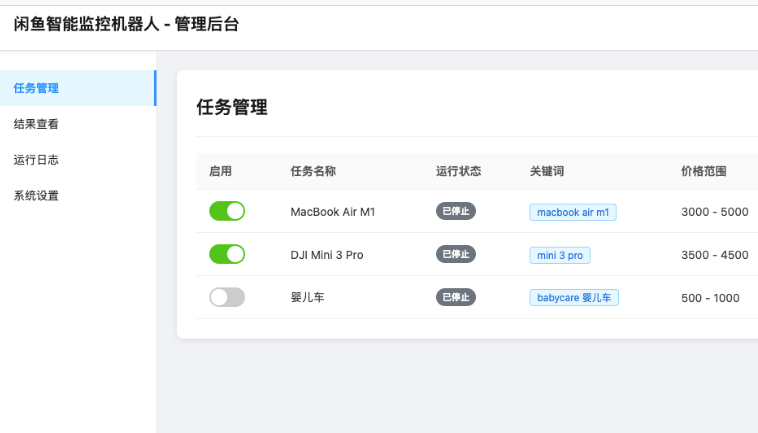 闲鱼智能监控机器人 - 管理后台
任务管理
结果查看
运行日志
系统设置
任务管理
启用 任务名称 运行状态 关键词 价格范围
MacBook Air M1 已停止 macbook air m1 3000 - 5000
DJI Mini 3 Pro 已停止 mini 3 pro 3500 - 4500
婴儿车 已停止 babycare 婴儿车 500 - 1000